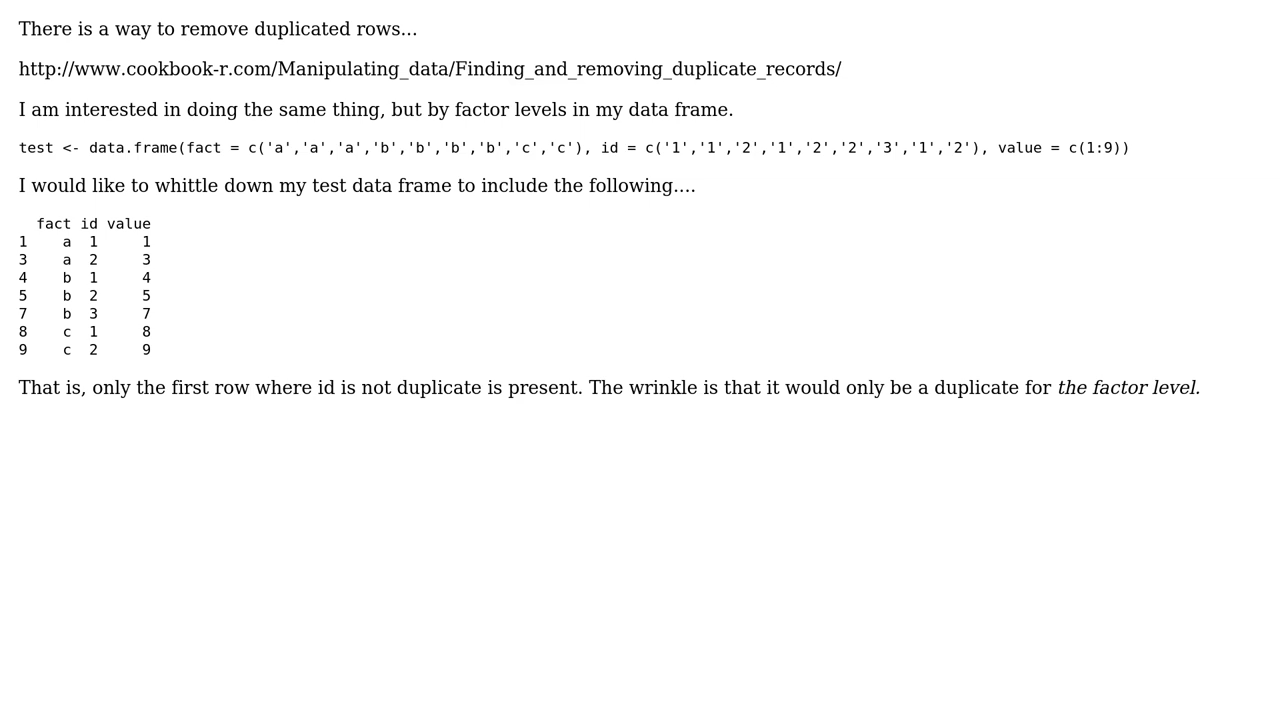 There is a way to remove duplicated rows...
http://www.cookbook-r.com/Manipulating_data/Finding_and_removing_duplicate_records/
I am interested in doing the same thing, but by factor levels in my data frame.
test <- data.frame(fact = c('a','a','a','b','b','b','b','c','c'), id = c('1','1','2','1','2','2','3','1','2'), value = c(1:9))
I would like to whittle down my test data frame to include the following....
  fact id value
1    a  1     1
3    a  2     3
4    b  1     4
5    b  2     5
7    b  3     7
8    c  1     8
9    c  2     9
That is, only the first row where id is not duplicate is present. The wrinkle is that it would only be a duplicate for the factor level.